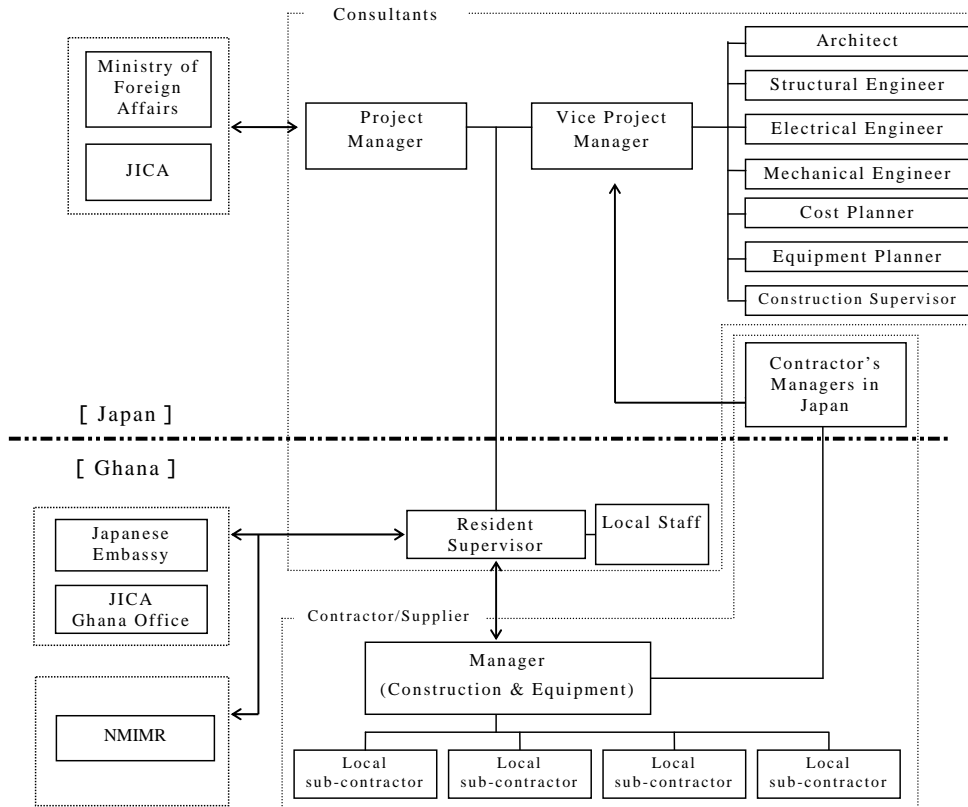 Consultants
Ministry of
Foreign
Affairs
JICA
Project
Manager
Vice Project
Manager
Architect
Structural Engineer
Electrical Engineer
Mechanical Engineer
Cost Planner
Equipment Planner
Construction Supervisor
Contractor's
Managers in
Japan
[ Japan ]
[ Ghana ]
Japanese
Embassy
JICA
Ghana Office
NMIMR
Resident
Supervisor
Local Staff
Contractor/Supplier
Manager
(Construction & Equipment)
Local
sub-contractor
Local
sub-contractor
Local
sub-contractor
Local
sub-contractor